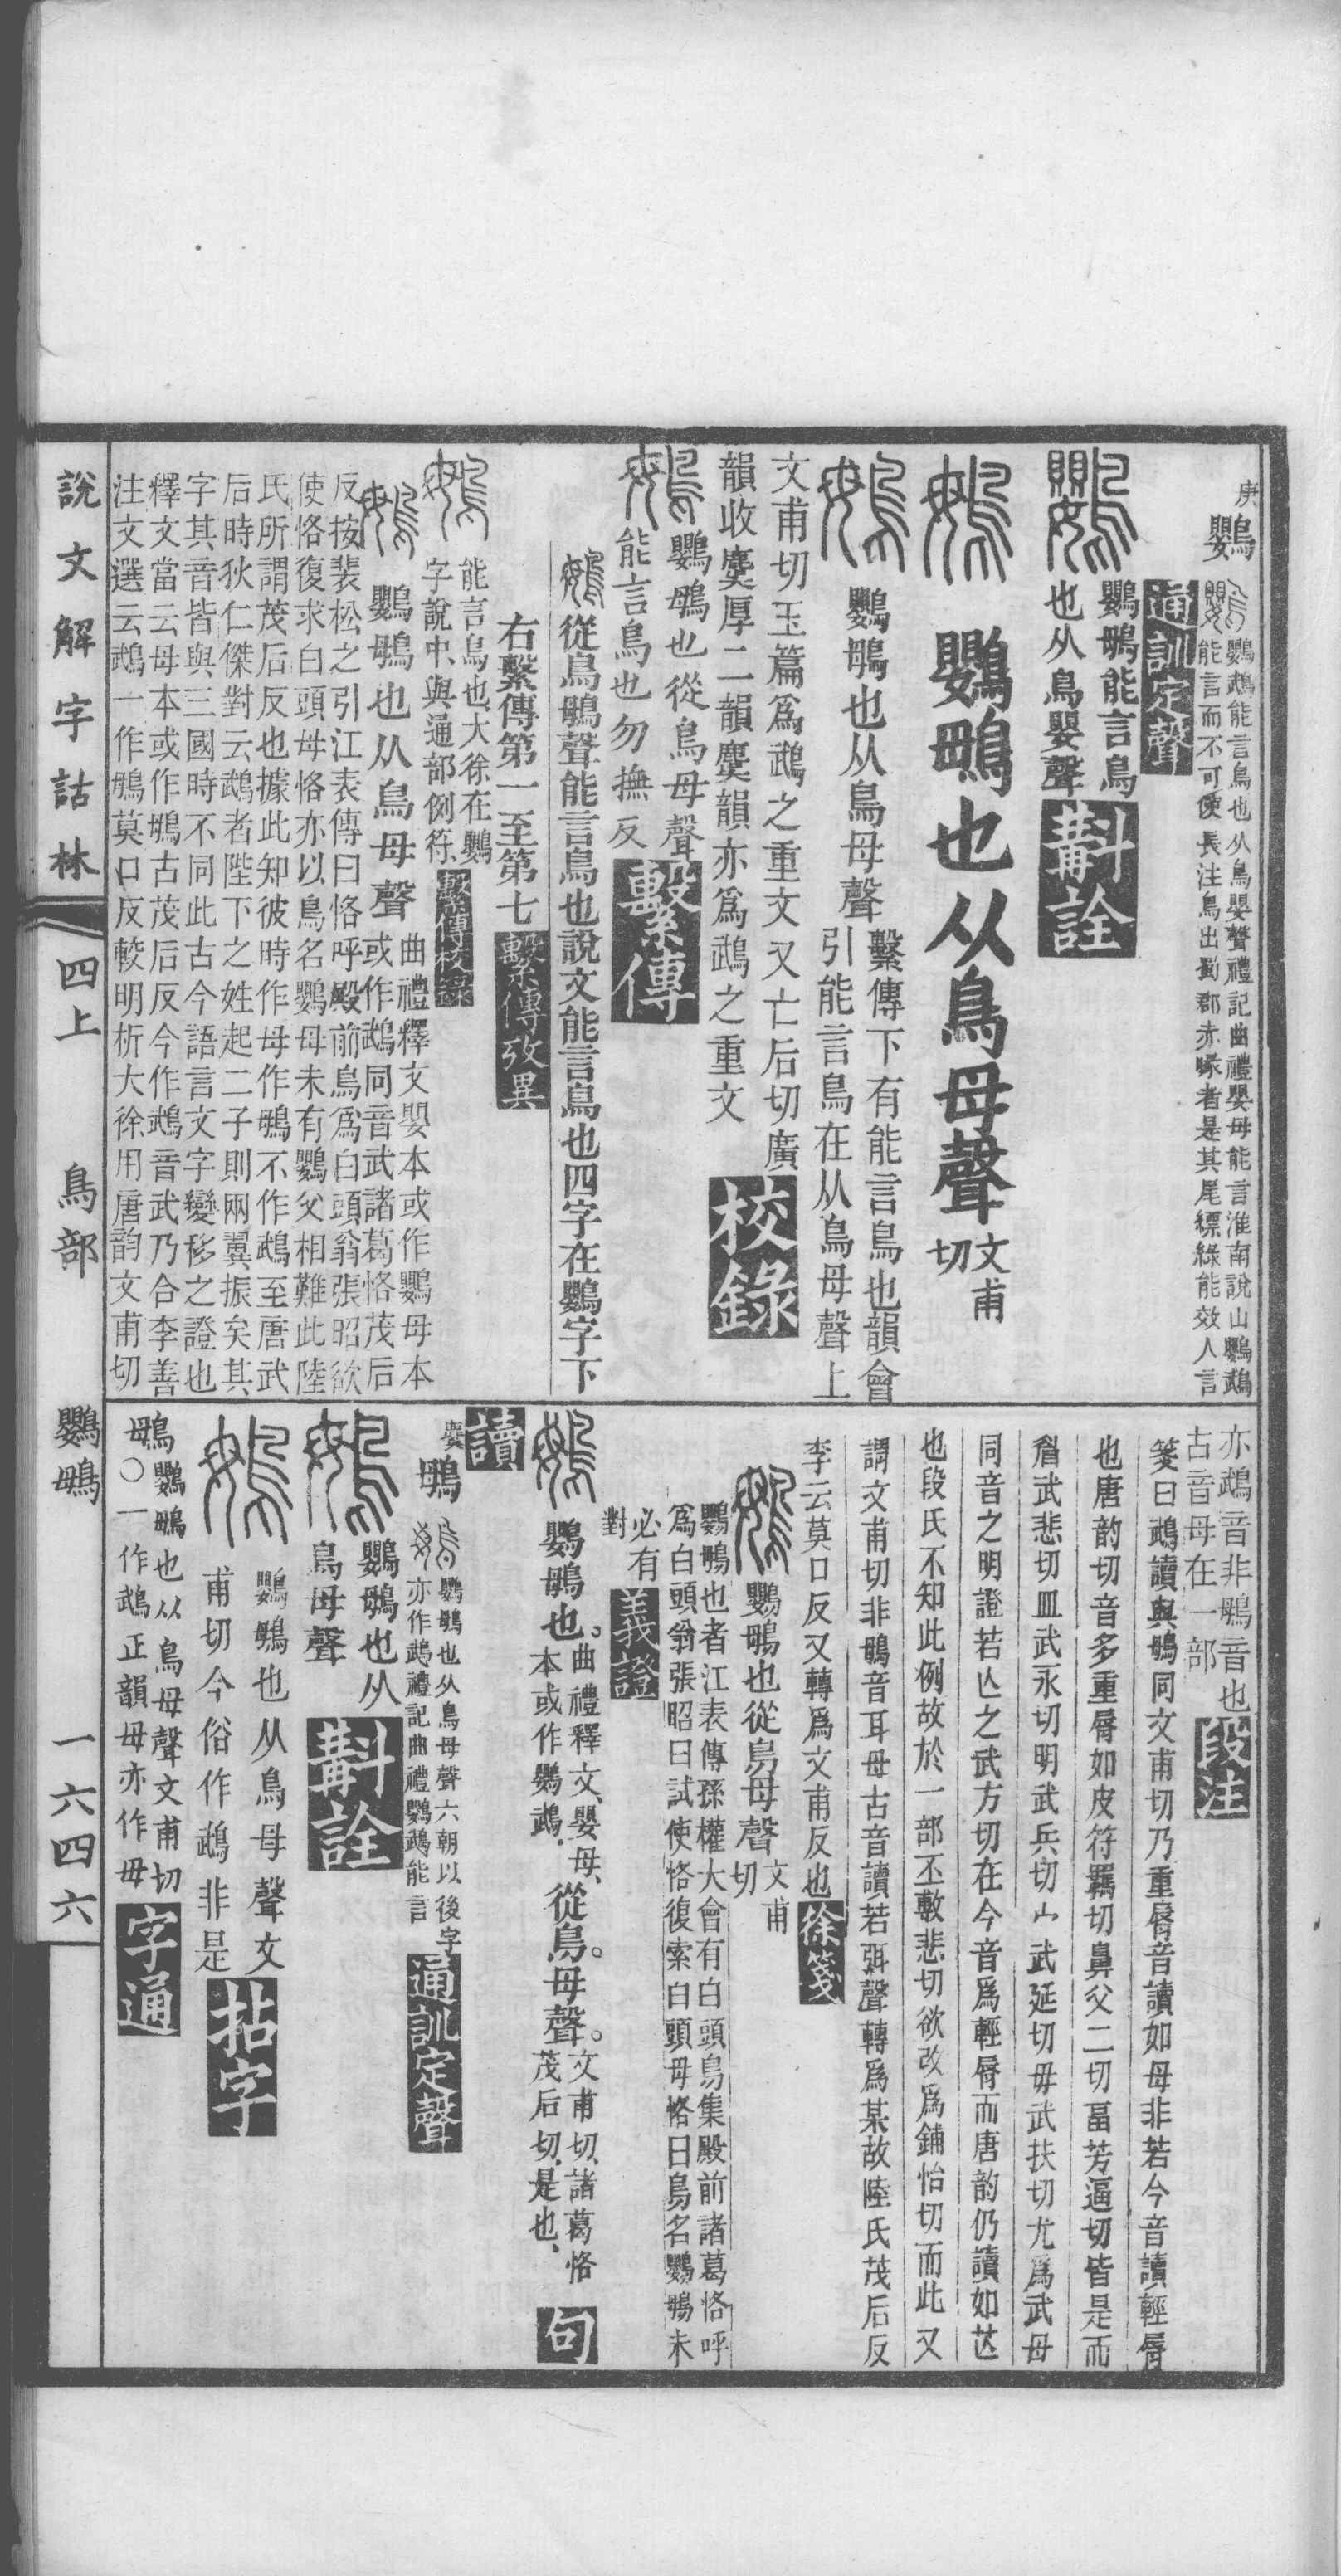 庚
鸚
鸚䳇能言鳥也从鳥嬰聲禮記曲禮嬰母能言淮南說山鸚䳇
能言而不可使長注鳥出蜀郡赤喙者是其尾縹綠能效人言
通訓定聲
鸚䳇能言鳥
也从鳥嬰聲
斠詮
鸚䳇也从鳥母聲
文甫
切
鸚䳇也从鳥母聲
繫傳下有能言鳥也韻會
引能言鳥在从鳥母聲上
文甫切玉篇爲鵡之重文又亡后切廣
韻收麌厚二韻麌韻亦爲鵡之重文
校錄
鸚䳇也從鳥母聲
能言鳥也勿撫反
繫傳
從鳥䳇聲能言鳥也說文能言鳥也四字在鸚字下
右繫傳第一至第七
繫傳攷異
能言鳥也大徐在鸚
字說中與通部例符
繫傳校錄
鸚䳇也从鳥母聲
曲禮釋文嬰本或作鸚母本
或作鵡同音武諸葛恪茂后
反按裴松之引江表傳曰恪呼殿前鳥爲白頭翁張昭欲
使恪復求白頭母恪亦以鳥名鸚母未有鸚父相難此陸
氏所謂茂后反也據此知彼時作母作䳇不作鵡至唐武
后時狄仁傑對云鵡者陛下之姓起二子則兩翼振矣其
字其音皆與三國時不同此古今語言文字變移之證也
釋文當云母本或作䳇古茂后反今作鵡音武乃合李善
注文選云鵡一作䳇莫口反較明析大徐用唐韵文甫切
亦鵡音非䳇音也
古音母在一部
段注
箋曰鵡讀與䳇同文甫切乃重脣音讀如母非若今音讀輕脣
也唐韵切音多重脣如皮符羈切鼻父二切畐芳逼切皆是而
睂武悲切皿武永切明武兵切宀武延切毋武扶切尤爲武母
同音之明證若亾之武方切在今音爲輕脣而唐韵仍讀如
也段氏不知此例故於一部丕敷悲切欲改爲鋪怡切而此又
謂文甫切非䳇音耳母古音讀若弭聲轉爲某故陸氏茂后反
李云莫口反又轉爲文甫反也
徐箋
鸚䳇也從鳥母聲
文甫
切
鸚䳇也者江表傳孫權大會有白頭鳥集殿前諸葛恪呼
爲白頭翁張昭曰試使恪復索白頭母恪曰鳥名鸚䳇未
必有
對
義證
鸚䳇也。
曲禮釋文、嬰母、
本或作鸚鵡、
從鳥。母聲。
文甫切、諸葛恪
茂后切、是也、
句
讀
麌
䳇
鸚䳇也从鳥母聲六朝以後字
亦作鵡禮記曲禮鸚鵡能言
通訓定聲
鸚䳇也从
鳥母聲
斠詮
鸚䳇也从鳥母聲文
甫切今俗作鵡非是
拈字
䳇鸚䳇也从鳥母聲文甫切
䳇〇一作鵡正韻毋亦作毋
字通
說文解字詁林
四上
鳥部
鸚䳇
一六四六